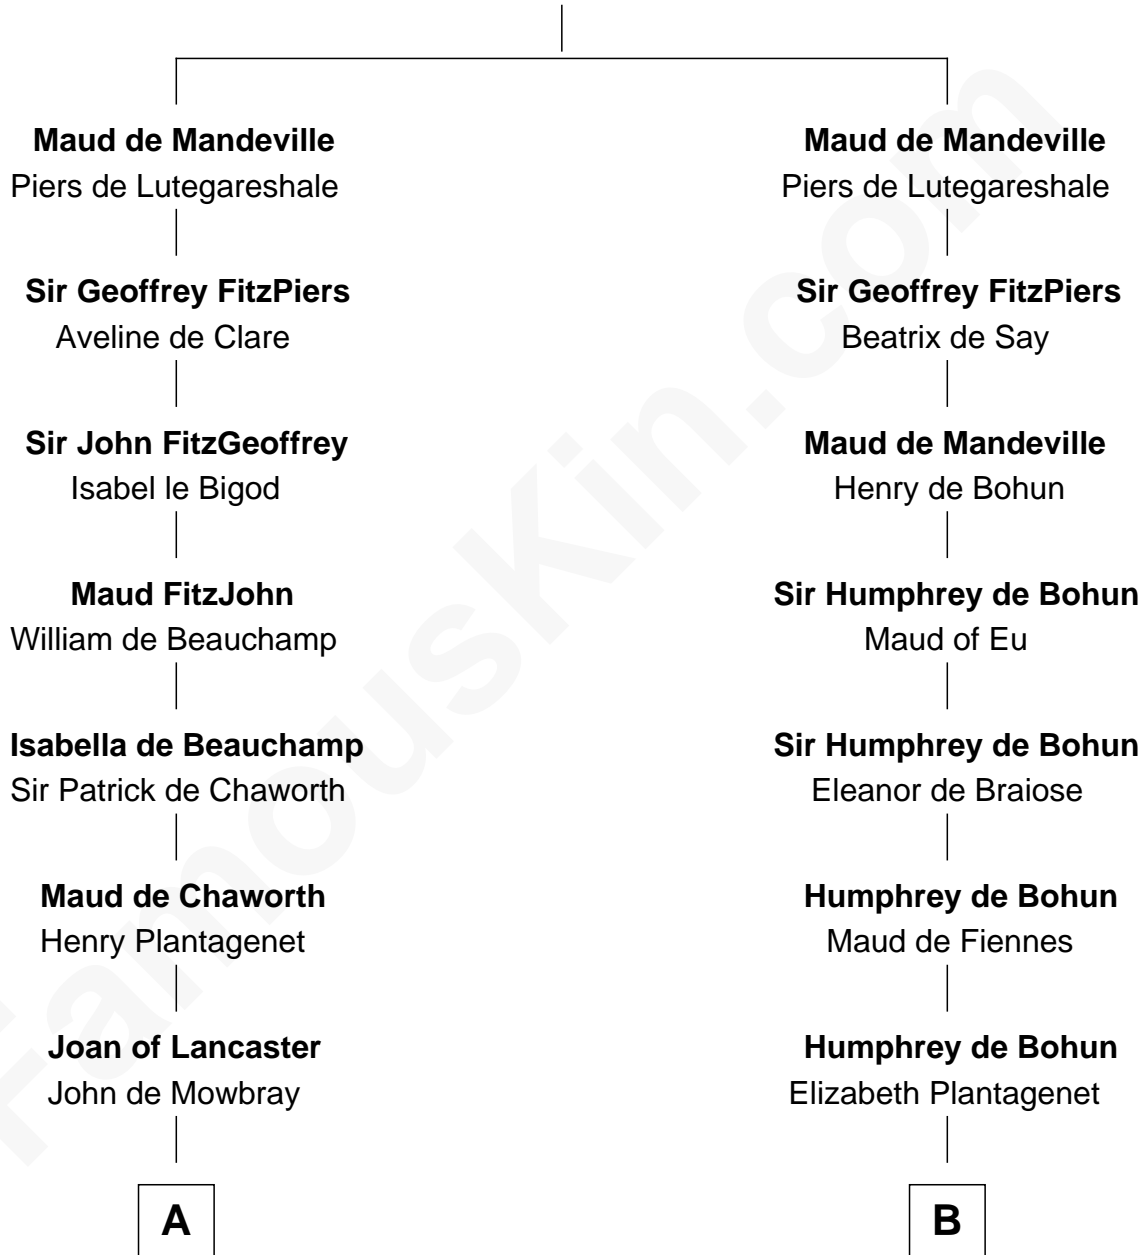 Maud de Mandeville
Piers de Lutegareshale
Sir Geoffrey FitzPiers
Aveline de Clare
Sir John FitzGeoffrey
Isabel le Bigod
Maud FitzJohn
William de Beauchamp
Isabella de Beauchamp
Sir Patrick de Chaworth
Maud de Chaworth
Henry Plantagenet
Joan of Lancaster
John de Mowbray
A
Maud de Mandeville
Piers de Lutegareshale
Sir Geoffrey FitzPiers
Beatrix de Say
Maud de Mandeville
Henry de Bohun
Sir Humphrey de Bohun
Maud of Eu
Sir Humphrey de Bohun
Eleanor de Braiose
Humphrey de Bohun
Maud de Fiennes
Humphrey de Bohun
Elizabeth Plantagenet
B
FamousKin.com